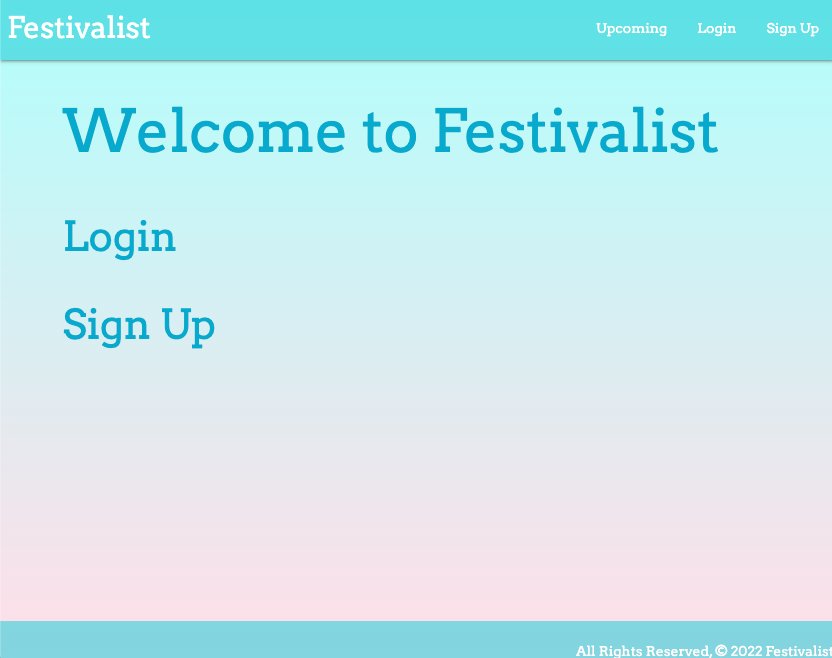 Festivalist
Upcoming Login Sign Up
Welcome to Festivalist
Login
Sign Up
All Rights Reserved, © 2022 Festivalist